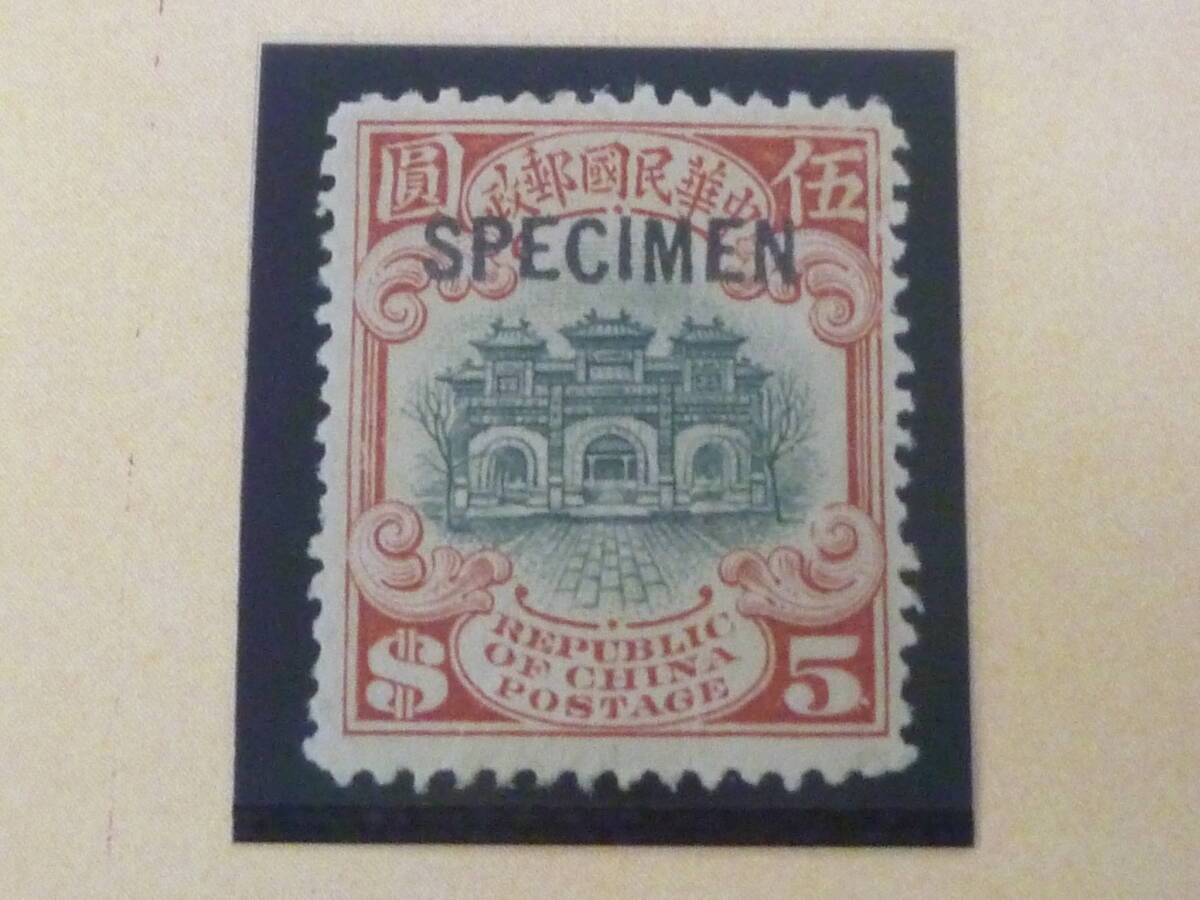 伍圓
中華民國郵政
SPECIMEN
REPUBLIC
OF CHINA
POSTAGE
$5